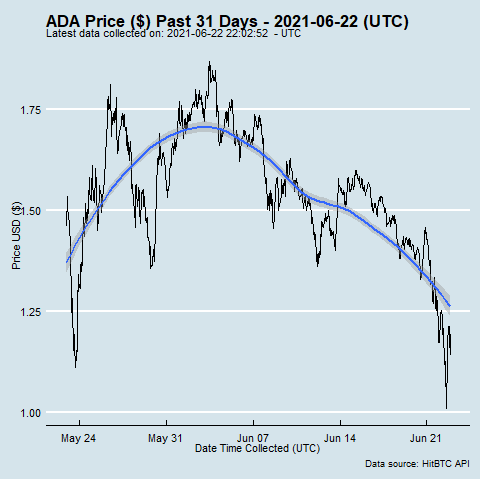 ADA Price ($) Past 31 Days - 2021-06-22 (UTC)
Latest data collected on: 2021-06-22 22:02:52 - UTC
1.75
1.50
1.25
1.00
Price USD ($)
May 24 May 31 Jun 07 Jun 14 Jun 21
Date Time Collected (UTC)
Data source: HitBTC API